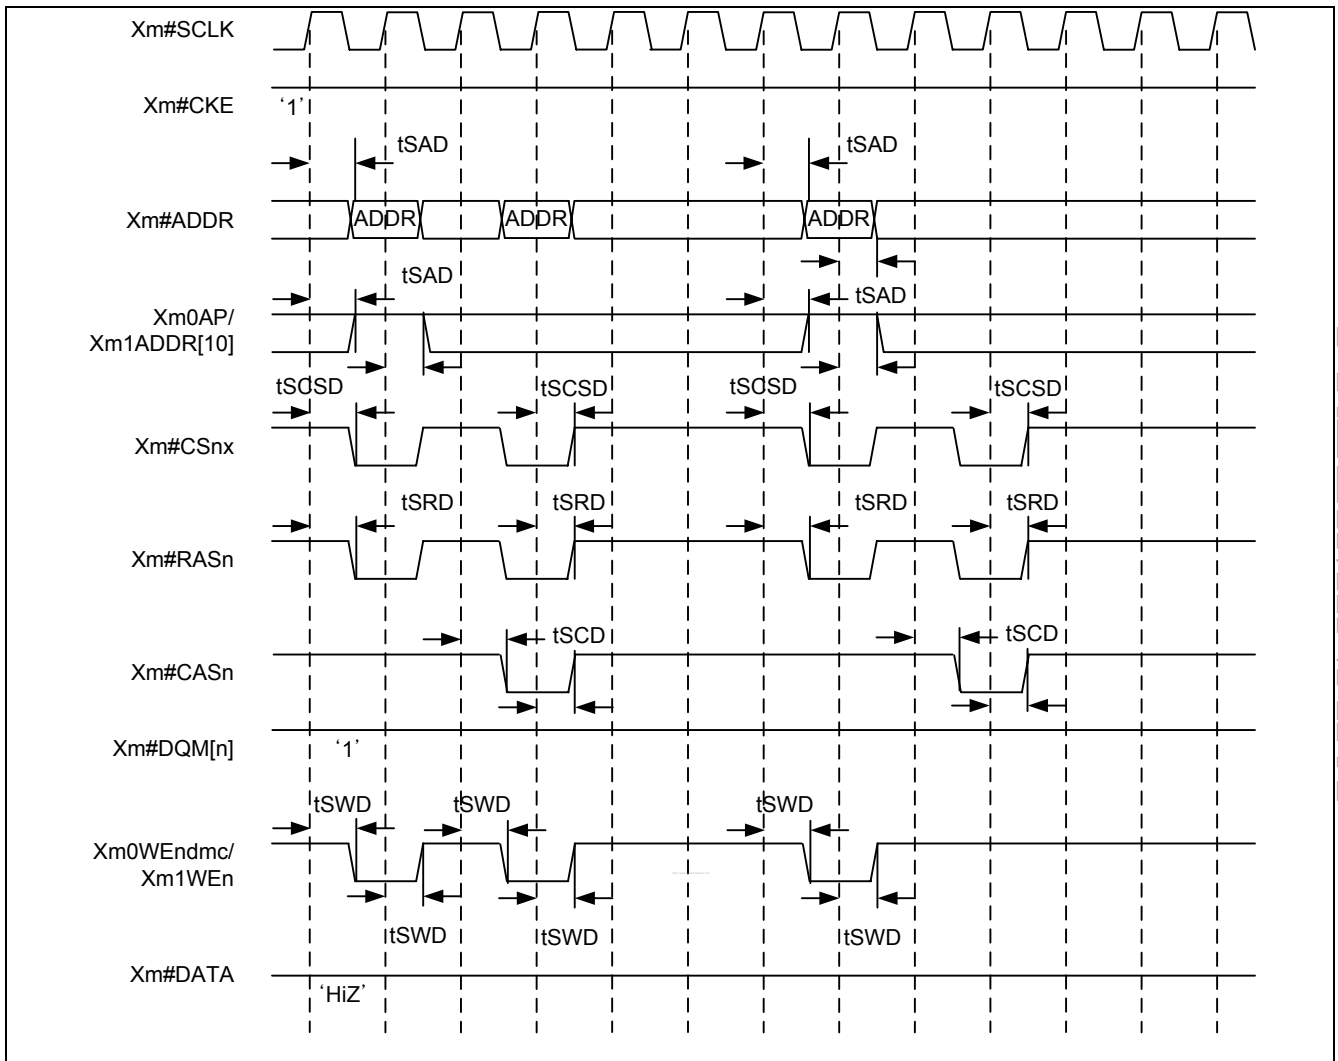 Xm#SCLK
Xm#CKE
‘1’
tSAD
tSAD
Xm#ADDR
ADDR
ADDR
ADDR
tSAD
tSAD
Xm0AP/
Xm1ADDR[10]
tSCSD
tSCSD
tSCSD
tSCSD
Xm#CSnx
tSRD
tSRD
tSRD
tSRD
Xm#RASn
tSCD
tSCD
Xm#CASn
Xm#DQM[n]
‘1’
tSWD
tSWD
tSWD
Xm0WEndmc/
Xm1WEn
tSWD
tSWD
tSWD
Xm#DATA
‘HiZ’